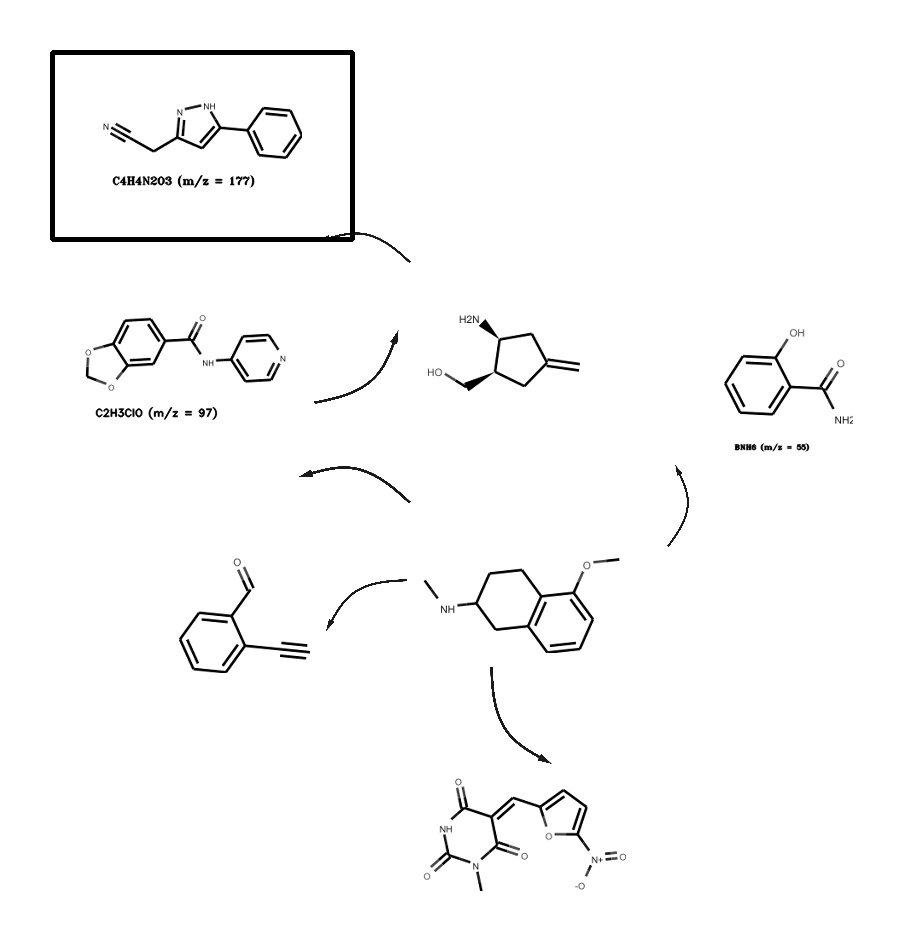 N
N
NH
C4H4N2O3 (m/z = 177)
O
O
O
NH
N
C2H3ClO (m/z = 97)
H2N
HO
OH
O
NH2
BNH6 (m/z = 55)
O
NH
O
O
NH
O
N
O
O
N+
O
-O